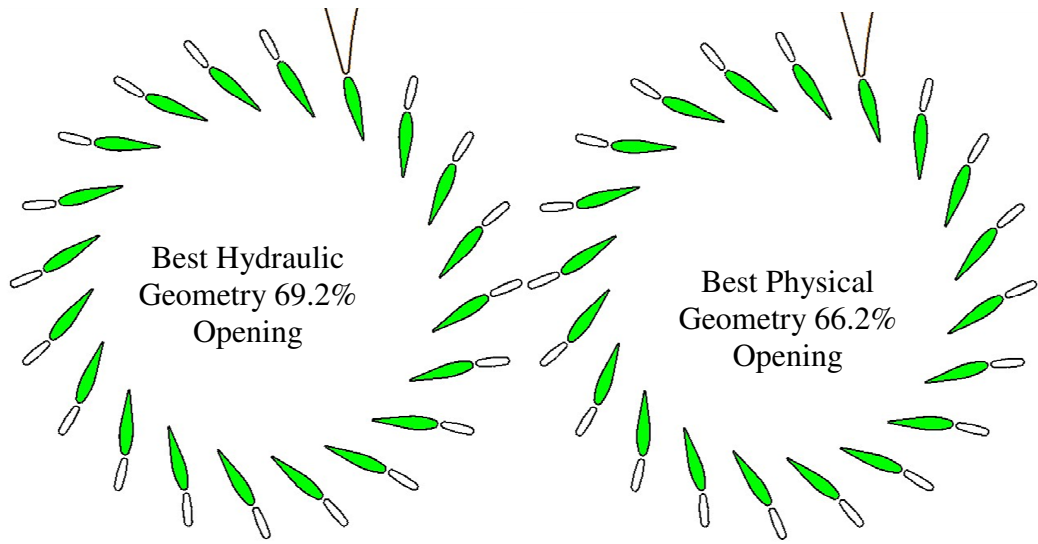 Best Hydraulic
Geometry 69.2%
Opening
Best Physical
Geometry 66.2%
Opening